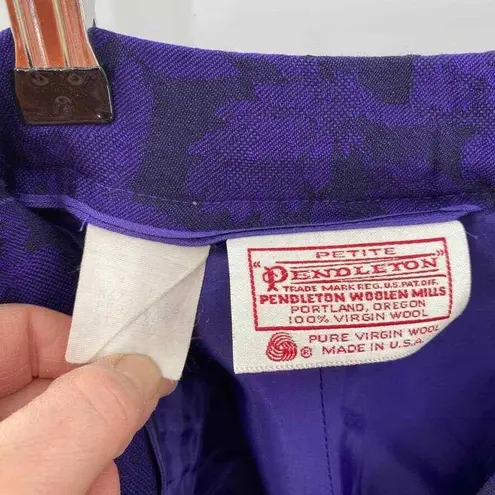 PETITE
"PENDLETON"
TRADE MARK REG. U.S. PAT. OFF.
PENDLETON WOOLEN MILLS
PORTLAND, OREGON
100% VIRGIN WOOL
PURE VIRGIN WOOL
MADE IN U.S.A.